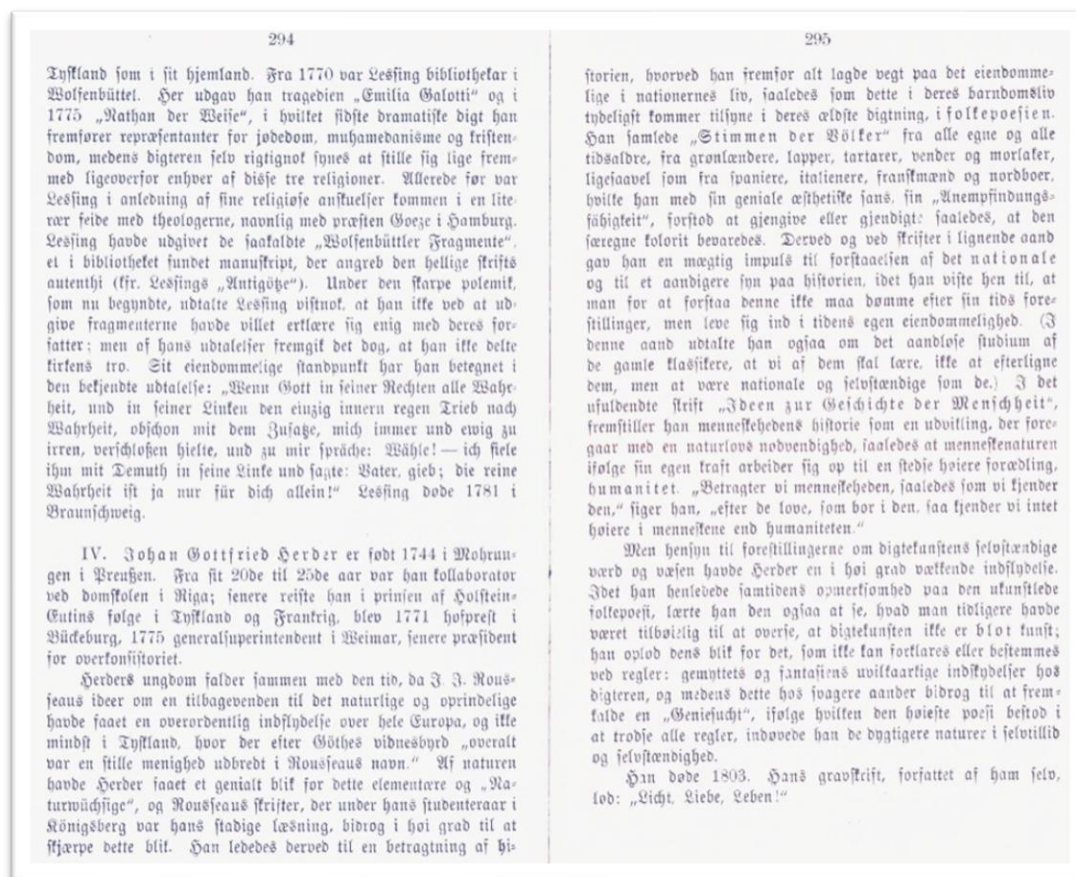 294
Tyskland som i sit hjemland. Fra 1770 var Lessing bibliothekar i
Wolfenbüttel. Her udgav han tragedien „Emilia Galotti“ og i
1775 „Nathan der Weise“, i hvilket sidste dramatiske digt han
fremfører repræsentanter for jødedom, muhamedanisme og kristen-
dom, medens digteren selv rigtignok synes at stille sig lige frem-
med ligeoverfor enhver af disse tre religioner. Allerede før var
Lessing i anledning af sine religiøse anskuelser kommen i en lite-
rær feide med theologerne, navnlig med præsten Goeze i Hamburg.
Lessing havde udgivet de saakaldte „Wolfenbüttler Fragmente“,
et i bibliotheket fundet manuskript, der angreb den hellige skrifts
autenthi (kfr. Lessings „Antigötze“). Under den skarpe polemik,
som nu begyndte, udtalte Lessing vistnok, at han ikke ved at ud-
give fragmenterne havde villet erklære sig enig med deres for-
fatter; men af hans udtalelser fremgik det dog, at han ikke delte
kirkens tro. Sit eiendommelige standpunkt har han betegnet i
den bekjendte udtalelse: „Wenn Gott in seiner Rechten alle Wahr-
heit, und in seiner Linken den einzig innern regen Trieb nach
Wahrheit, obschon mit dem Zusatze, mich immer und ewig zu
irren, verschloßen hielte, und zu mir spräche: Wähle! — ich fiele
ihm mit Demuth in seine Linke und sagte: Vater, gieb; die reine
Wahrheit ist ja nur für dich allein!“ Lessing døde 1781 i
Braunschweig.
IV. Johan Gottfried Herder er født 1744 i Mohrun-
gen i Preußen. Fra sit 20de til 25de aar var han kollaborator
ved domskolen i Riga; senere reiste han i prinsen af Holstein-
Eutins følge i Tyskland og Frankrig, blev 1771 hofprest i
Bückeburg, 1775 generalsuperintendent i Weimar, senere præsident
for overkonsistoriet.
Herders ungdom falder sammen med den tid, da J. J. Rous-
seaus ideer om en tilbagevenden til det naturlige og oprindelige
havde faaet en overordentlig indflydelse over hele Europa, og ikke
mindst i Tyskland, hvor der efter Göthes vidnesbyrd „overalt
var en stille menighed udbredt i Rousseaus navn.“ Af naturen
havde Herder faaet et genialt blik for dette elementære og „Na-
turwüchsige“, og Rousseaus skrifter, der under hans studenteraar i
Königsberg var hans stadige læsning, bidrog i høi grad til at
skjærpe dette blik. Han lededes derved til en betragtning af hi-
295
storien, hvorved han fremfor alt lagde vegt paa det eiendomme-
lige i nationernes liv, saaledes som dette i deres barndomsliv
tydeligst kommer tilsyne i deres ældste digtning, i folkepoesien.
Han samlede „Stimmen der Völker“ fra alle egne og alle
tidsaldre, fra grønlændere, lapper, tartarer, vender og morlaker,
ligesaavel som fra spaniere, italienere, franskmænd og nordboer,
hvilke han med sin geniale æsthetiske sans, sin „Anempfindungs-
fähigkeit“, forstod at gjengive eller gjendigte saaledes, at den
særegne kolorit bevaredes. Derved og ved skrifter i lignende aand
gav han en mægtig impuls til forstaaelsen af det nationale
og til et aandigere syn paa historien, idet han viste hen til, at
man for at forstaa denne ikke maa dømme efter sin tids fore-
stillinger, men leve sig ind i tidens egen eiendommelighed. (I
denne aand udtalte han ogsaa om det aandløse studium af
de gamle klassikere, at vi af dem skal lære, ikke at efterligne
dem, men at være nationale og selvstændige som de.) I det
ufuldendte skrift „Ideen zur Geschichte der Menschheit“,
fremstiller han menneskehedens historie som en udvikling, der fore-
gaar med en naturlovs nødvendighed, saaledes at menneskenaturen
ifølge sin egen kraft arbeider sig op til en stedse høiere forædling,
humanitet. „Betragter vi menneskeheden, saaledes som vi kjender
den,“ siger han, „efter de love, som bor i den, saa kjender vi intet
høiere i menneskene end humaniteten.“
Men hensyn til forestillingerne om digtekunstens selvstændige
værd og væsen havde Herder en i høi grad vækkende indflydelse.
Idet han henledede samtidens opmerksomhed paa den ukunstlede
folkepoesi, lærte han den ogsaa at se, hvad man tidligere havde
været tilbøielig til at overse, at digtekunsten ikke er blot kunst;
han oplod dens blik for det, som ikke kan forklares eller bestemmes
ved regler: gemyttets og fantasiens uvilkaarlige indskydelser hos
digteren, og medens dette hos svagere aander bidrog til at frem-
kalde en „Geniesucht“, ifølge hvilken den høieste poesi bestod i
at trodse alle regler, indøvede han de dygtigere naturer i selvtillid
og selvstændighed.
Han døde 1803. Hans gravskrift, forfattet af ham selv,
lød: „Licht, Liebe, Leben!“